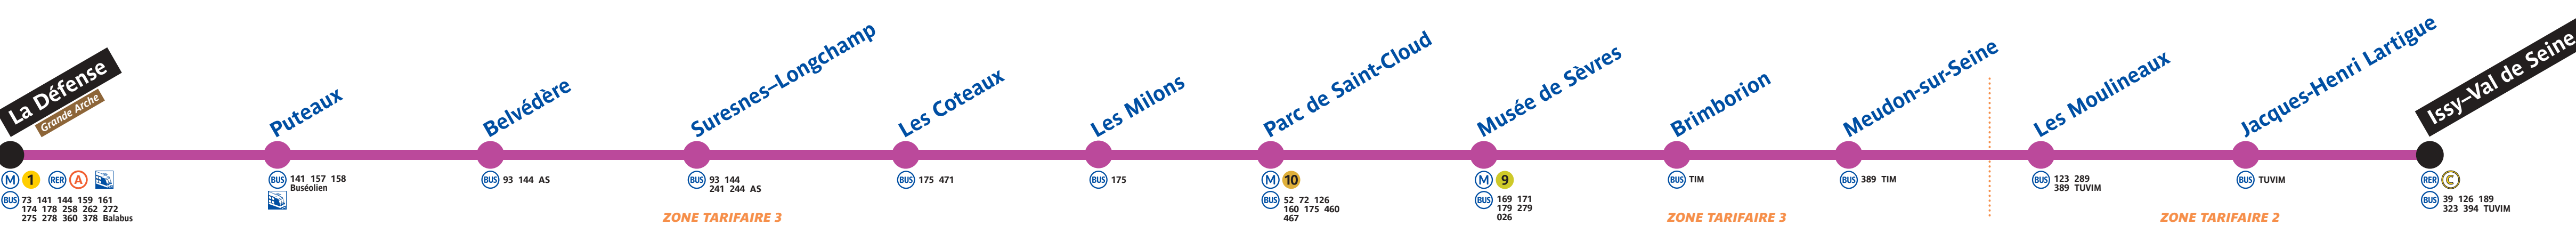 La Défense
Grande Arche
M 1 RER A
BUS 73 141 144 159 161
174 178 258 262 272
275 278 360 378 Balabus
Puteaux
BUS 141 157 158
Buséolien
Belvédère
BUS 93 144 AS
Suresnes–Longchamp
BUS 93 144
241 244 AS
ZONE TARIFAIRE 3
Les Coteaux
BUS 175 471
Les Milons
BUS 175
Parc de Saint-Cloud
M 10
BUS 52 72 126
160 175 460
467
Musée de Sèvres
M 9
BUS 169 171
179 279
026
Brimborion
BUS TIM
ZONE TARIFAIRE 3
Meudon-sur-Seine
BUS 389 TIM
Les Moulineaux
BUS 123 289
389 TUVIM
ZONE TARIFAIRE 2
Jacques-Henri Lartigue
BUS TUVIM
Issy–Val de Seine
RER C
BUS 39 126 189
323 394 TUVIM